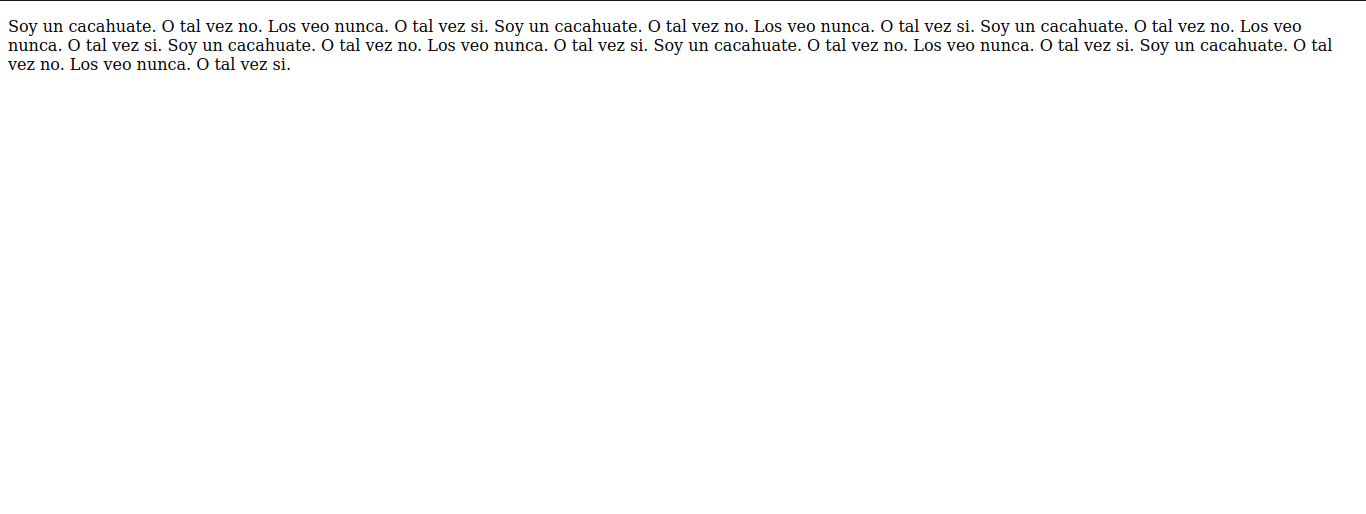 Soy un cacahuate. O tal vez no. Los veo nunca. O tal vez si. Soy un cacahuate. O tal vez no. Los veo nunca. O tal vez si. Soy un cacahuate. O tal vez no. Los veo
nunca. O tal vez si. Soy un cacahuate. O tal vez no. Los veo nunca. O tal vez si. Soy un cacahuate. O tal vez no. Los veo nunca. O tal vez si. Soy un cacahuate. O tal
vez no. Los veo nunca. O tal vez si.